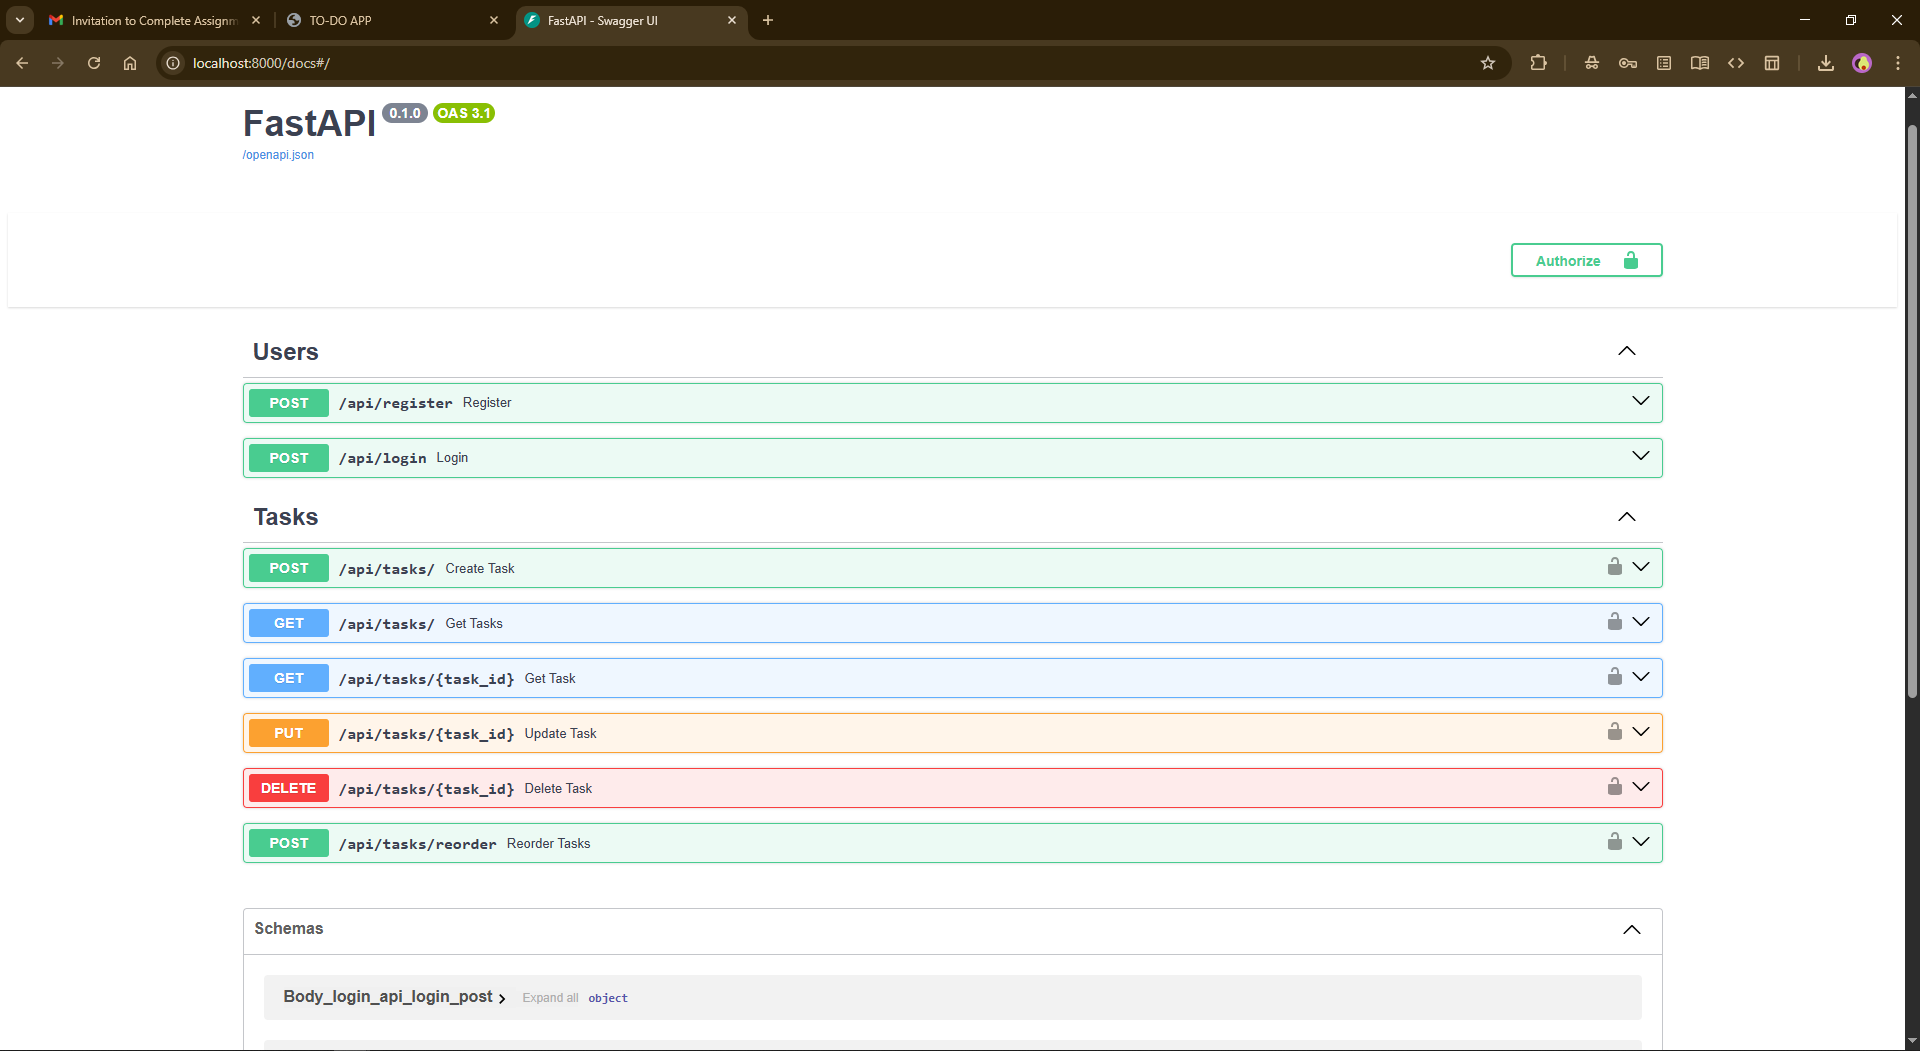 Invitation to Complete Assignm
TO-DO APP
FastAPI - Swagger UI
localhost:8000/docs#/
FastAPI 0.1.0 OAS 3.1
/openapi.json
Authorize
Users
POST /api/register Register
POST /api/login Login
Tasks
POST /api/tasks/ Create Task
GET /api/tasks/ Get Tasks
GET /api/tasks/{task_id} Get Task
PUT /api/tasks/{task_id} Update Task
DELETE /api/tasks/{task_id} Delete Task
POST /api/tasks/reorder Reorder Tasks
Schemas
Body_login_api_login_post Expand all object